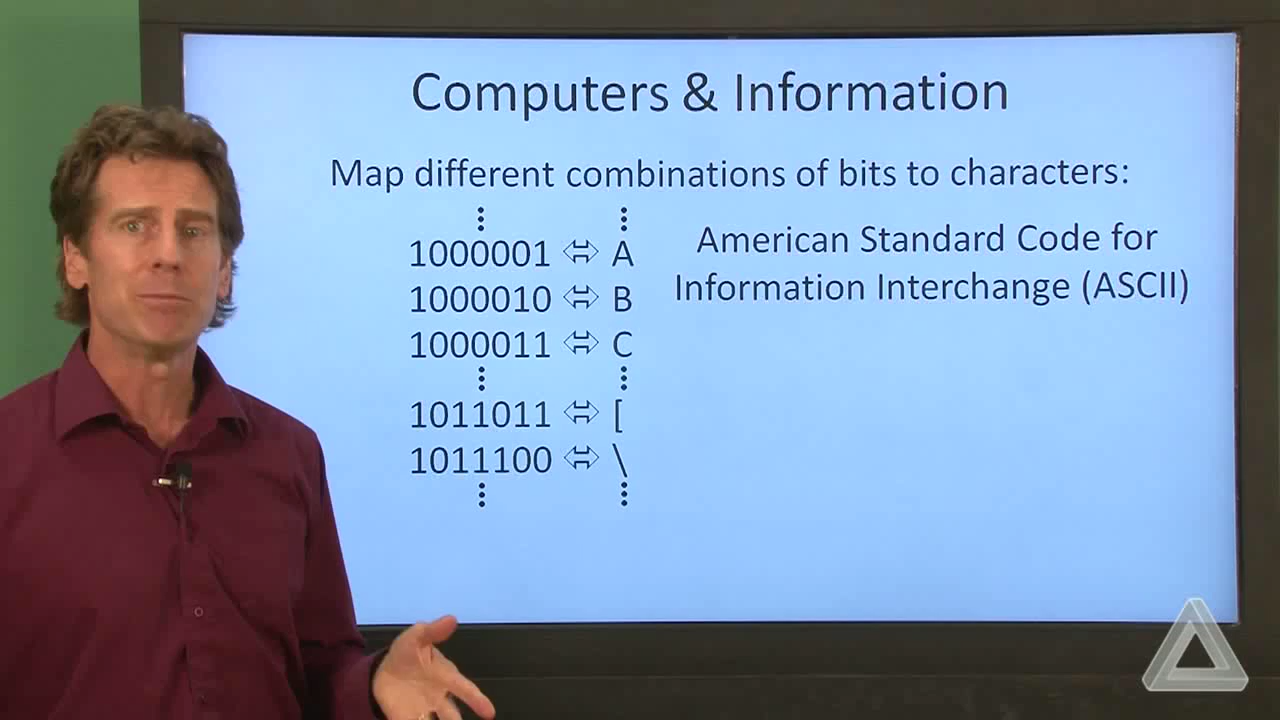 Computers & Information
Map different combinations of bits to characters:
⋮ ⋮
1000001 ⇔ A
American Standard Code for
1000010 ⇔ B
Information Interchange (ASCII)
1000011 ⇔ C
⋮ ⋮
1011011 ⇔ [
1011100 ⇔ \
⋮ ⋮